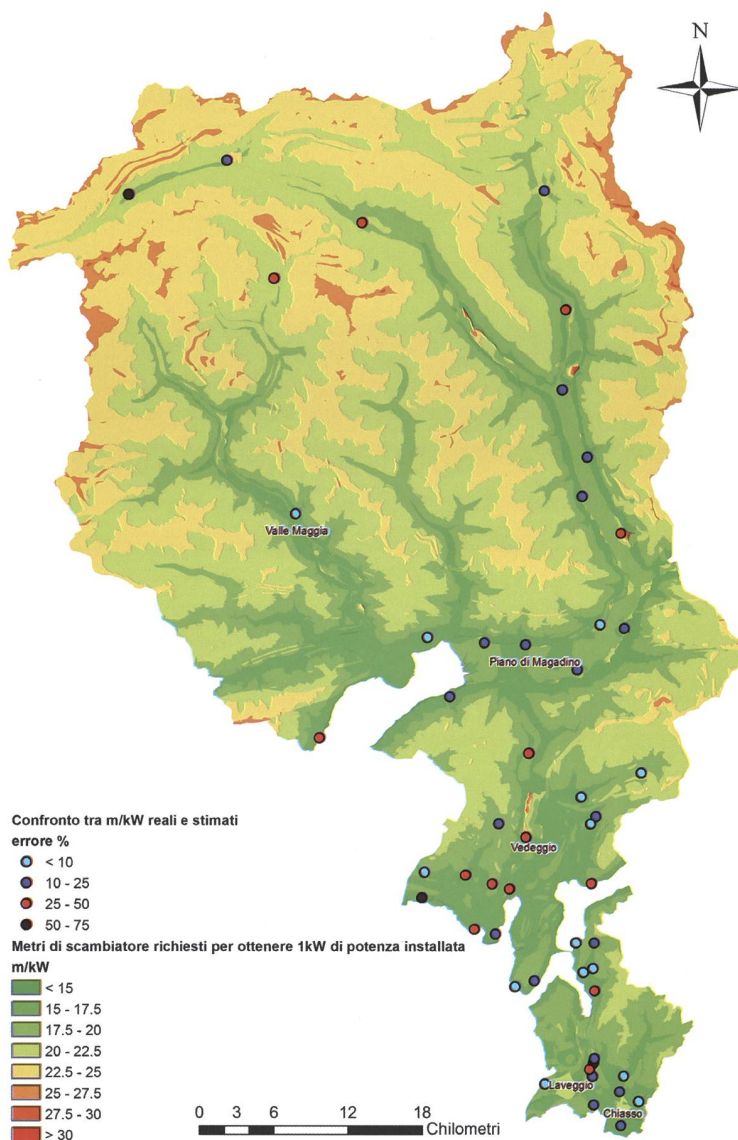 N
Valle Maggia
Piano di Magadino
Vedeggio
Confronto tra m/kW reali e stimati
errore %
< 10
10 - 25
25 - 50
50 - 75
Metri di scambiatore richiesti per ottenere 1kW di potenza installata
m/kW
< 15
15 - 17.5
17.5 - 20
20 - 22.5
22.5 - 25
25 - 27.5
27.5 - 30
> 30
Laveggio
Chiasso
0 3 6 12 18
Chilometri